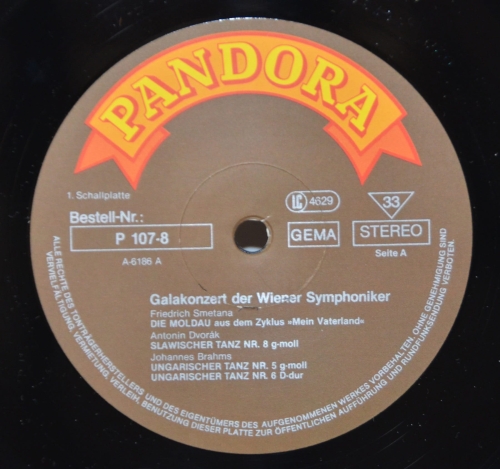 PANDORA
1. Schallplatte
Bestell-Nr.:
P 107-8
A-6186 A
LC 4629
GEMA
33
STEREO
Seite A
Galakonzert der Wiener Symphoniker
Friedrich Smetana
DIE MOLDAU aus dem Zyklus »Mein Vaterland«
Antonin Dvorák
SLAWISCHER TANZ NR. 8 g-moll
Johannes Brahms
UNGARISCHER TANZ NR. 5 g-moll
UNGARISCHER TANZ NR. 6 D-dur
ALLE RECHTE DES TONTRÄGERHERSTELLERS UND DES EIGENTÜMERS DES AUFGENOMMENEN WERKES VORBEHALTEN. OHNE GENEHMIGUNG SIND
VERVIELFÄLTIGUNG, VERMIETUNG, VERLEIH, BENUTZUNG DIESER PLATTE ZUR ÖFFENTLICHEN AUFFÜHRUNG UND RUNDFUNKSENDUNG VERBOTEN.